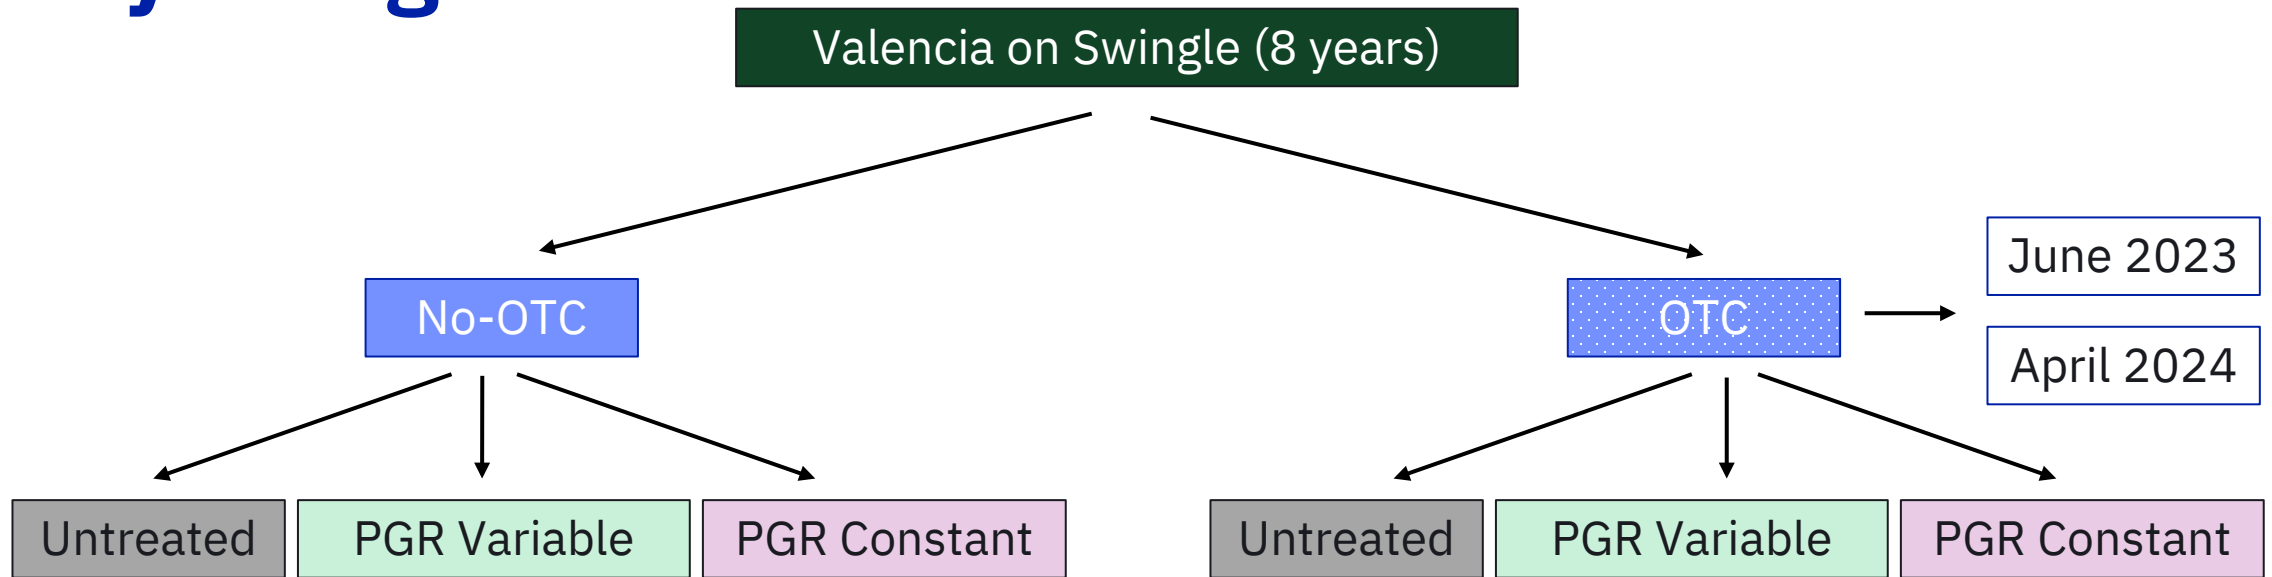 Valencia on Swingle (8 years)
No-OTC
OTC
June 2023
April 2024
Untreated
PGR Variable
PGR Constant
Untreated
PGR Variable
PGR Constant